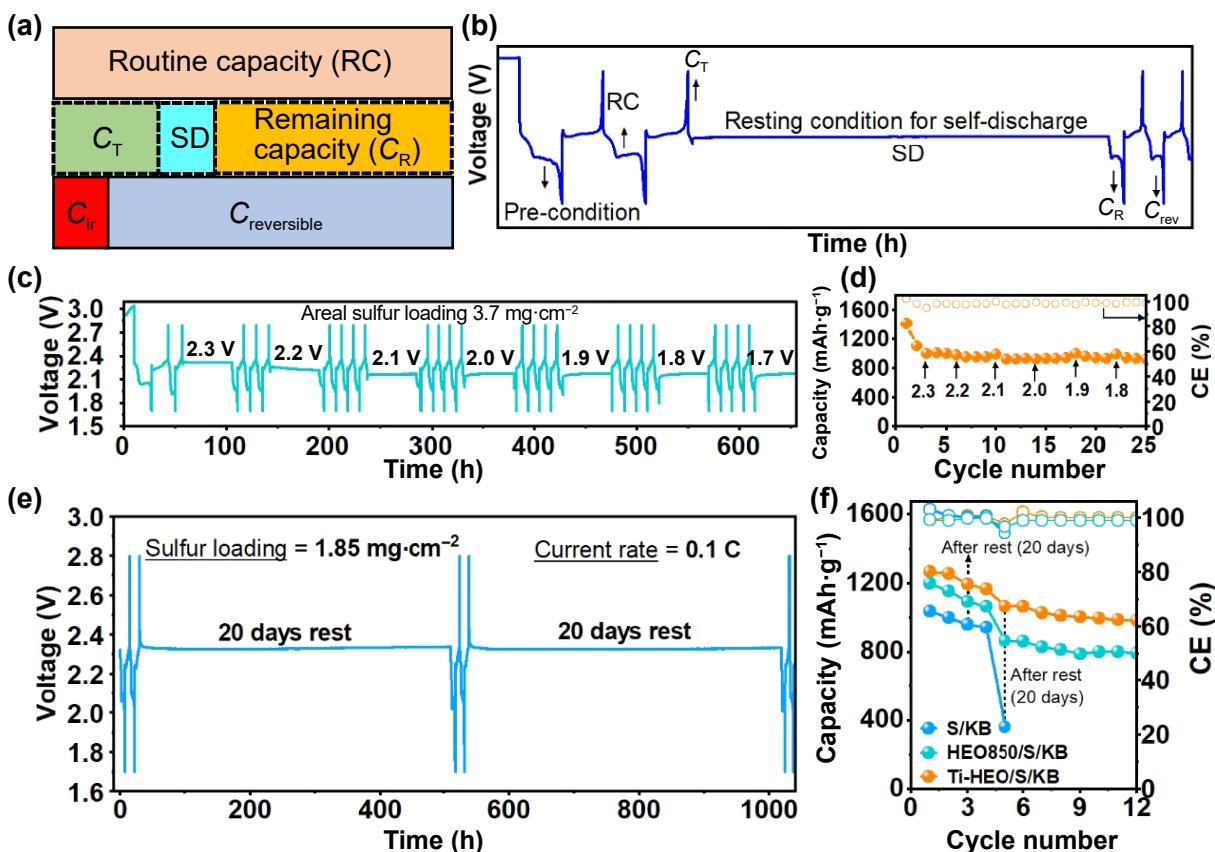 (a)
Routine capacity (RC)
C_T
SD
Remaining
capacity (C_R)
C_ir
C_reversible
(b)
Voltage (V)
Pre-condition
RC
C_T
Resting condition for self-discharge
SD
C_R
C_rev
Time (h)
(c)
Voltage (V)
3.0
2.7
2.4
2.1
1.8
1.5
Areal sulfur loading 3.7 mg·cm⁻²
2.3 V
2.2 V
2.1 V
2.0 V
1.9 V
1.8 V
1.7 V
0 100 200 300 400 500 600
Time (h)
(d)
Capacity (mAh·g⁻¹)
1600
1200
800
400
0
2.3 2.2 2.1 2.0 1.9 1.8
100
80
60
40
20
0
CE (%)
0 5 10 15 20 25
Cycle number
(e)
Voltage (V)
3.0
2.8
2.6
2.4
2.2
2.0
1.8
1.6
Sulfur loading = 1.85 mg·cm⁻²
Current rate = 0.1 C
20 days rest
20 days rest
0 200 400 600 800 1000
Time (h)
(f)
Capacity (mAh·g⁻¹)
1600
1200
800
400
0
After rest (20 days)
After rest
(20 days)
S/KB
HEO850/S/KB
Ti-HEO/S/KB
100
80
60
40
20
0
CE (%)
0 3 6 9 12
Cycle number